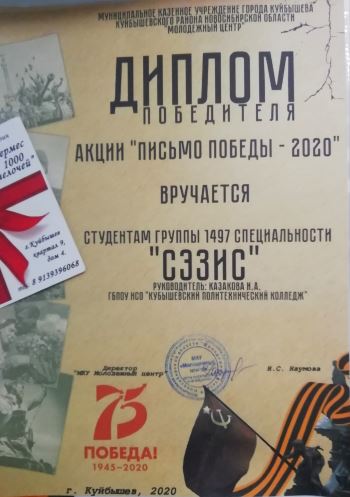 МУНИЦИПАЛЬНОЕ КАЗЕННОЕ УЧРЕЖДЕНИЕ ГОРОДА КУЙБЫШЕВА
КУЙБЫШЕВСКОГО РАЙОНА НОВОСИБИРСКОЙ ОБЛАСТИ
"МОЛОДЕЖНЫЙ ЦЕНТР"
ДИПЛОМ
ПОБЕДИТЕЛЯ
АКЦИИ "ПИСЬМО ПОБЕДЫ - 2020"
ВРУЧАЕТСЯ
СТУДЕНТАМ ГРУППЫ 1497 СПЕЦИАЛЬНОСТИ
"СЭЗИС"
РУКОВОДИТЕЛЬ: КАЗАКОВА Н.А.
ГБПОУ НСО "КУБЫШЕВСКИЙ ПОЛИТЕХНИЧЕСКИЙ КОЛЛЕДЖ"
1000
мелочей"
г.Куйбышев
квартал 9,
дом 4.
8 9139396068
Директор
"МКУ Молодежный центр"
И.С. Наумова
75
ПОБЕДА!
1945-2020
г. Куйбышев, 2020